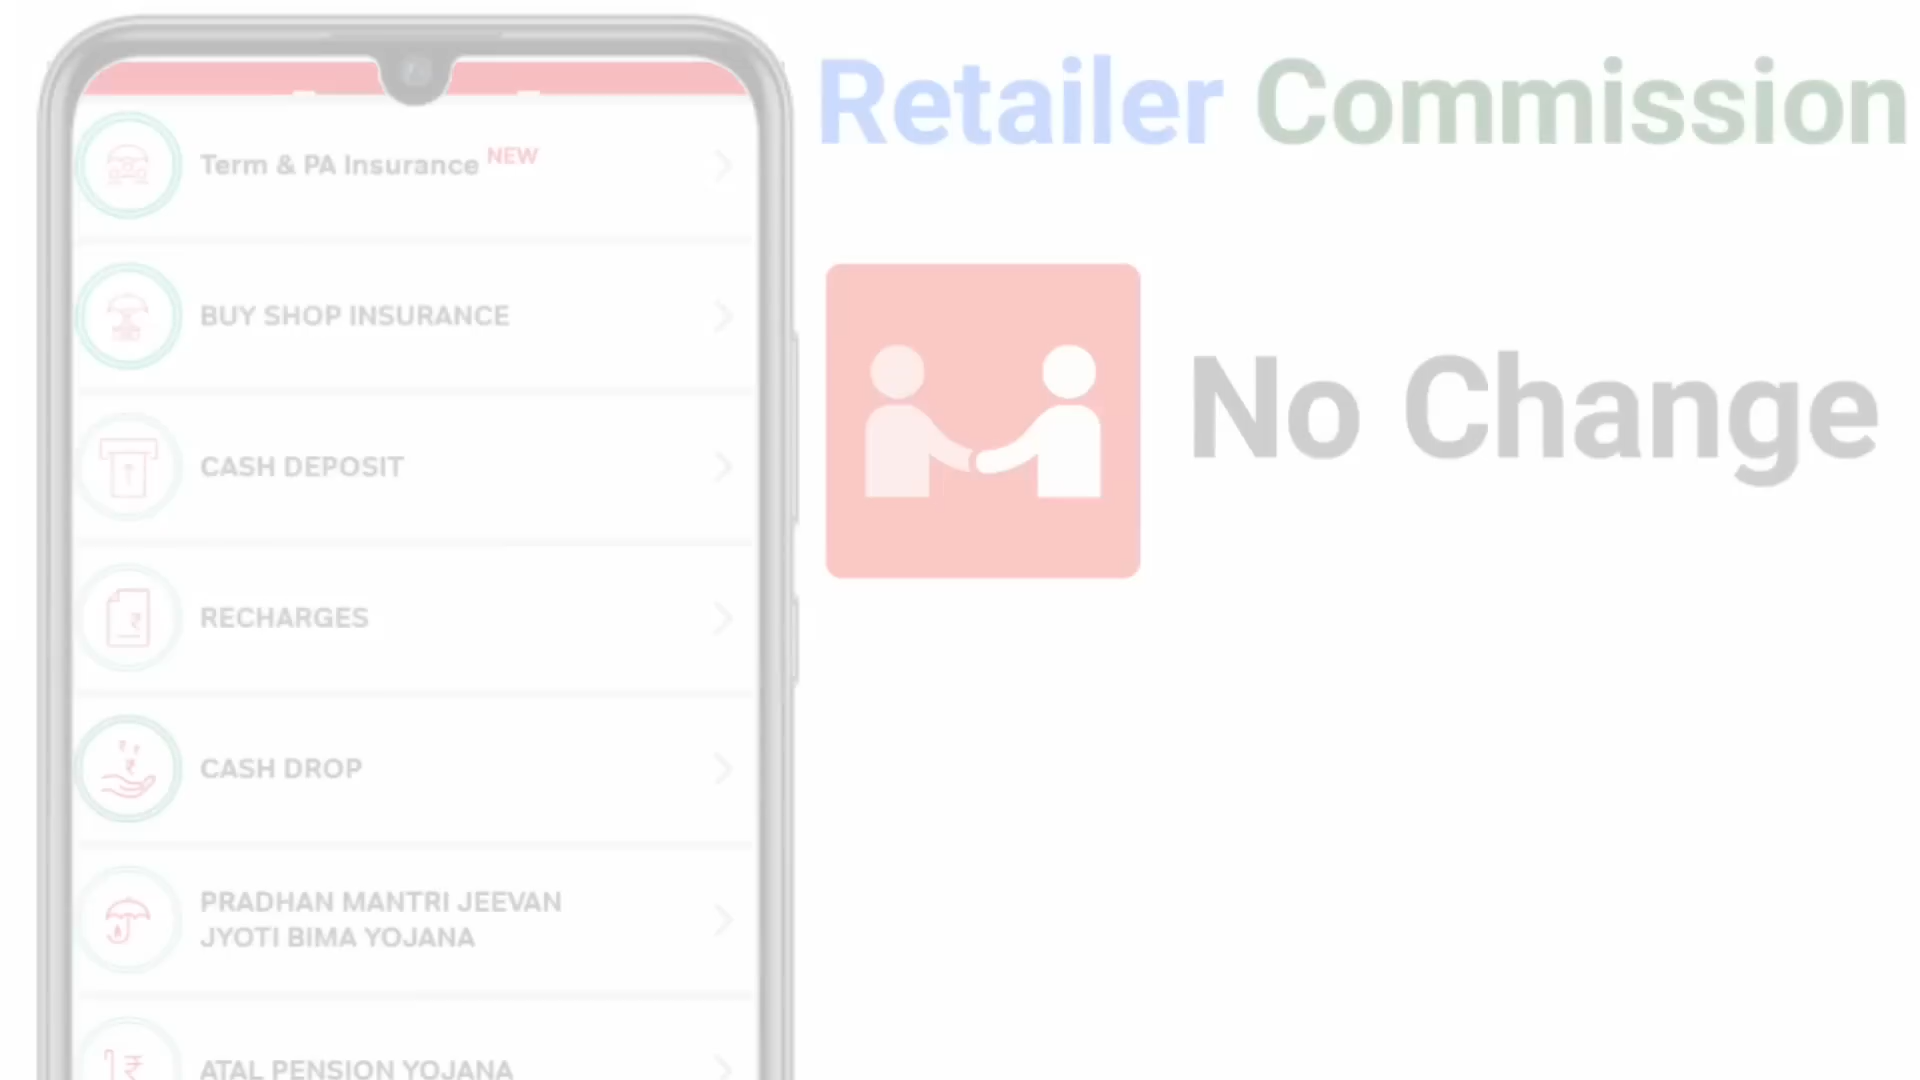 Retailer Commission
Term & PA Insurance NEW
BUY SHOP INSURANCE
CASH DEPOSIT
RECHARGES
CASH DROP
PRADHAN MANTRI JEEVAN
JYOTI BIMA YOJANA
ATAL PENSION YOJANA
No Change